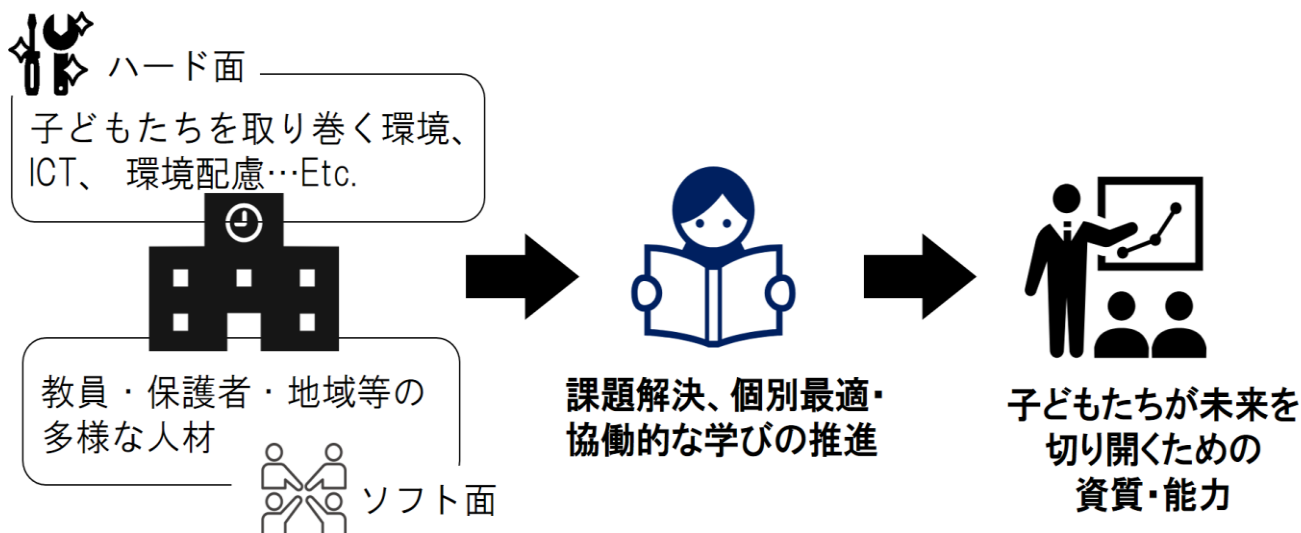 ハード面
子どもたちを取り巻く環境、
ICT、 環境配慮…Etc.
教員・保護者・地域等の
多様な人材
ソフト面
課題解決、個別最適・
協働的な学びの推進
子どもたちが未来を
切り開くための
資質・能力